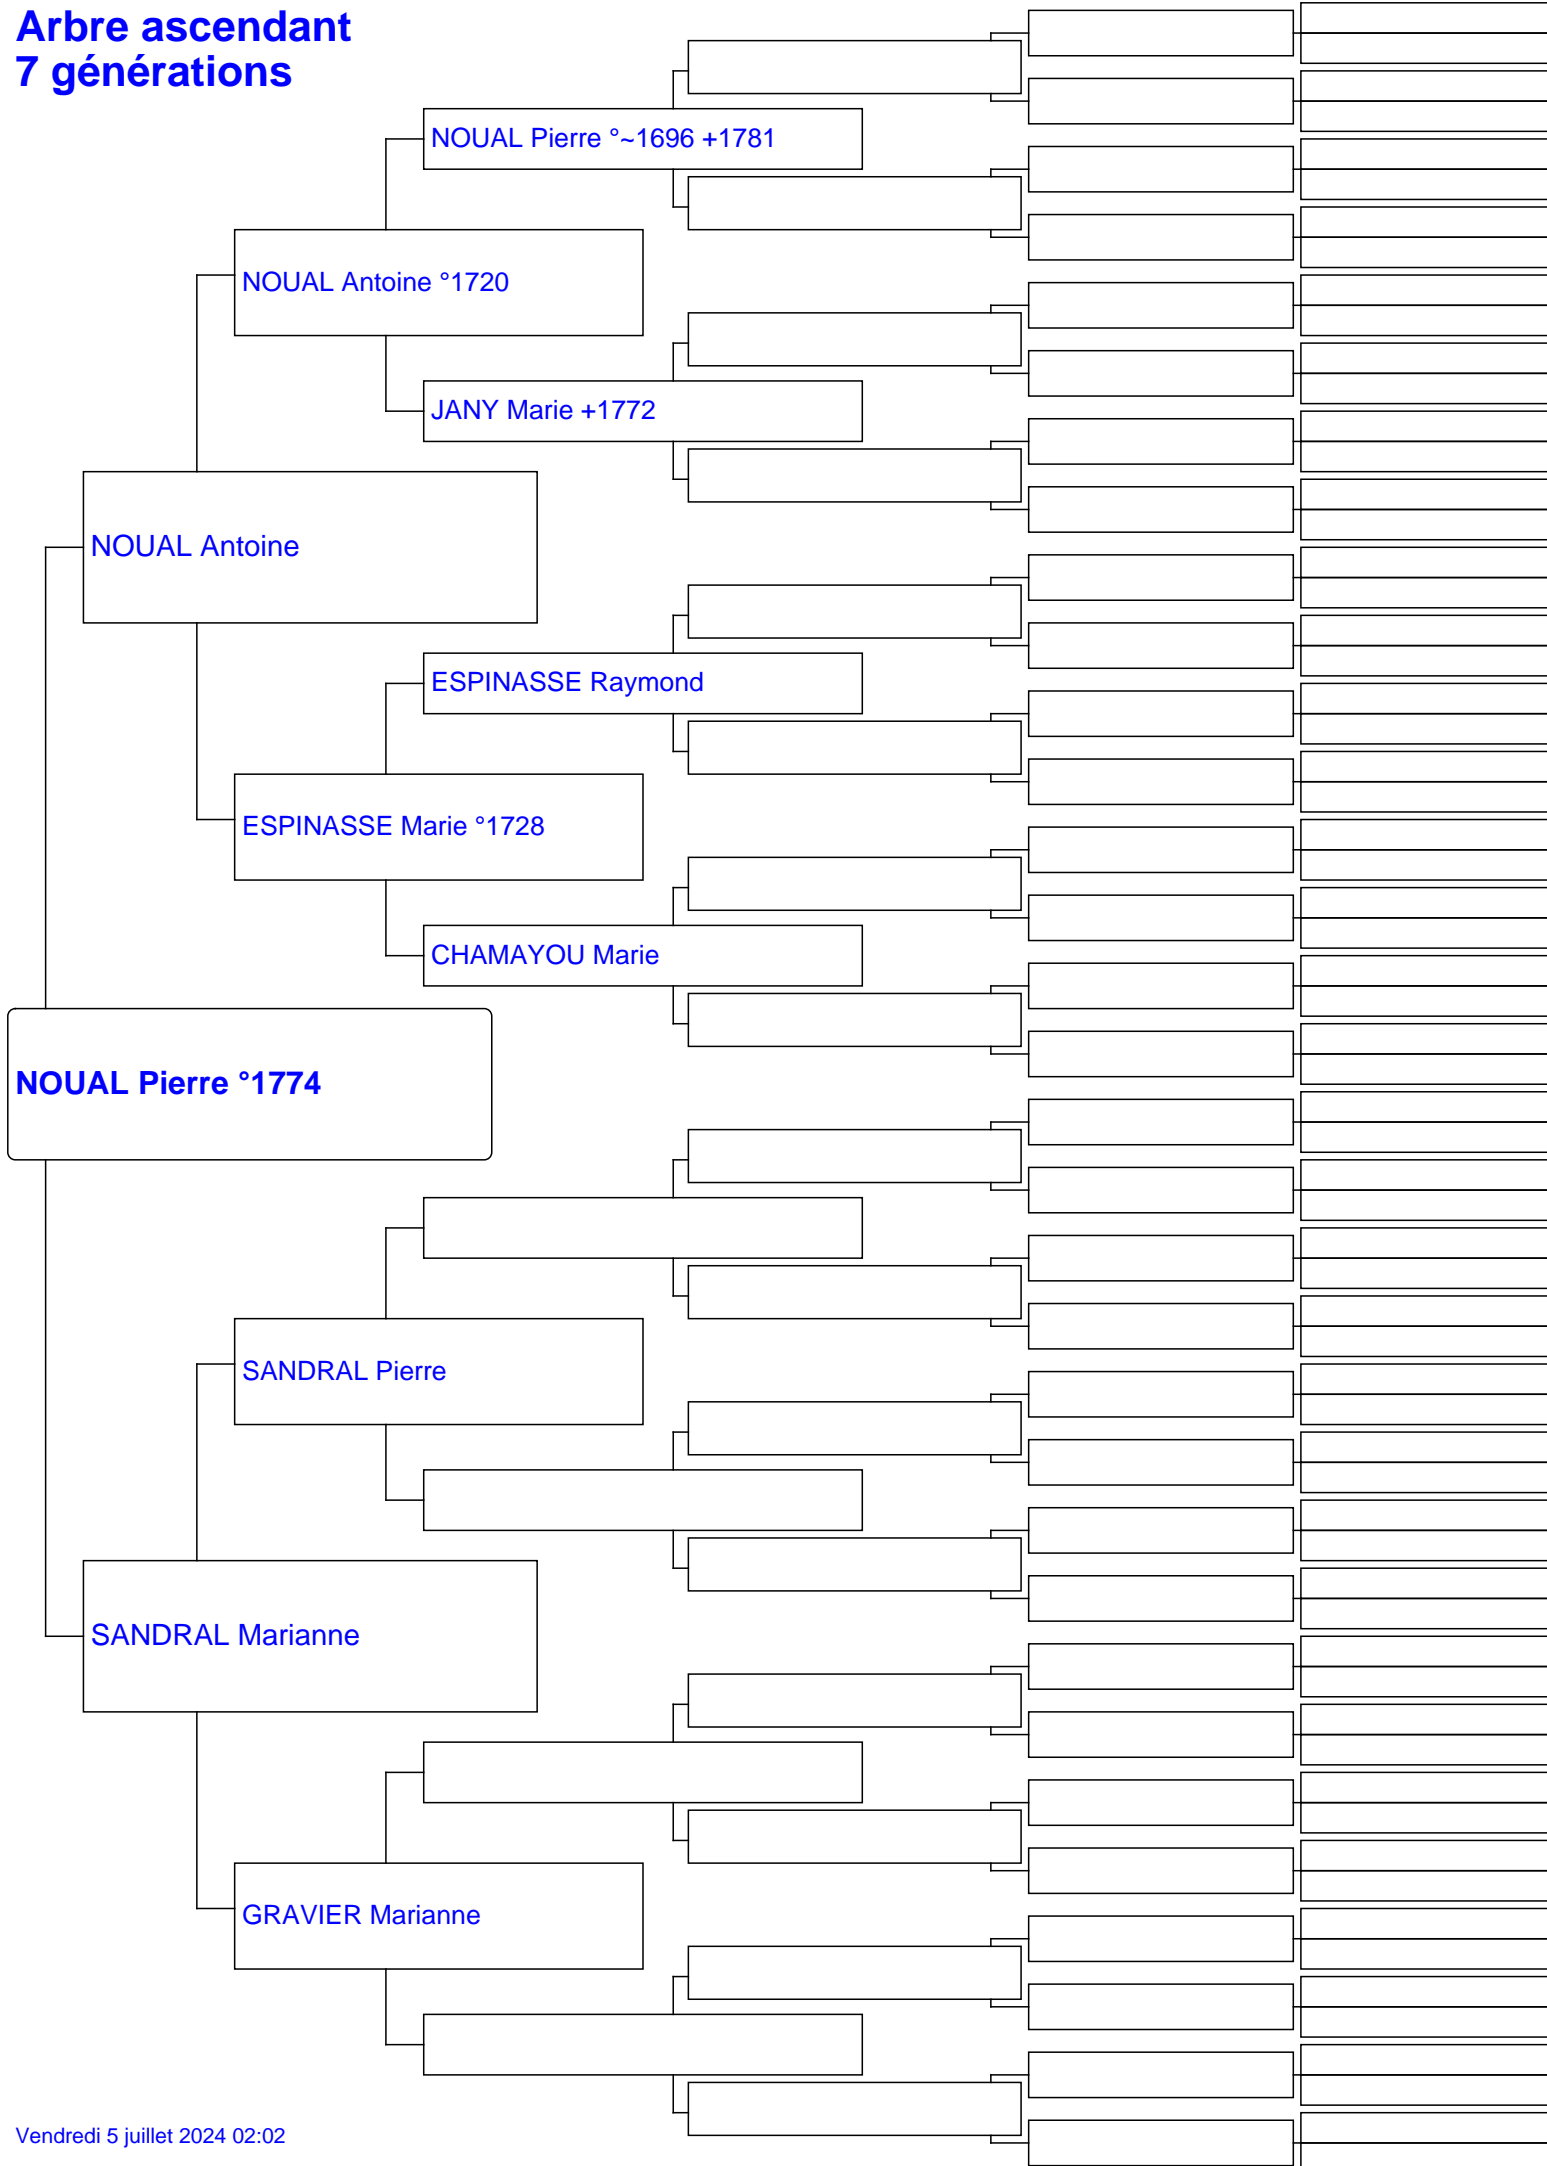 Arbre ascendant
7 générations
NOUAL Pierre °~1696 +1781
NOUAL Antoine °1720
JANY Marie +1772
NOUAL Antoine
ESPINASSE Raymond
ESPINASSE Marie °1728
CHAMAYOU Marie
NOUAL Pierre °1774
SANDRAL Pierre
SANDRAL Marianne
GRAVIER Marianne
Vendredi 5 juillet 2024 02:02